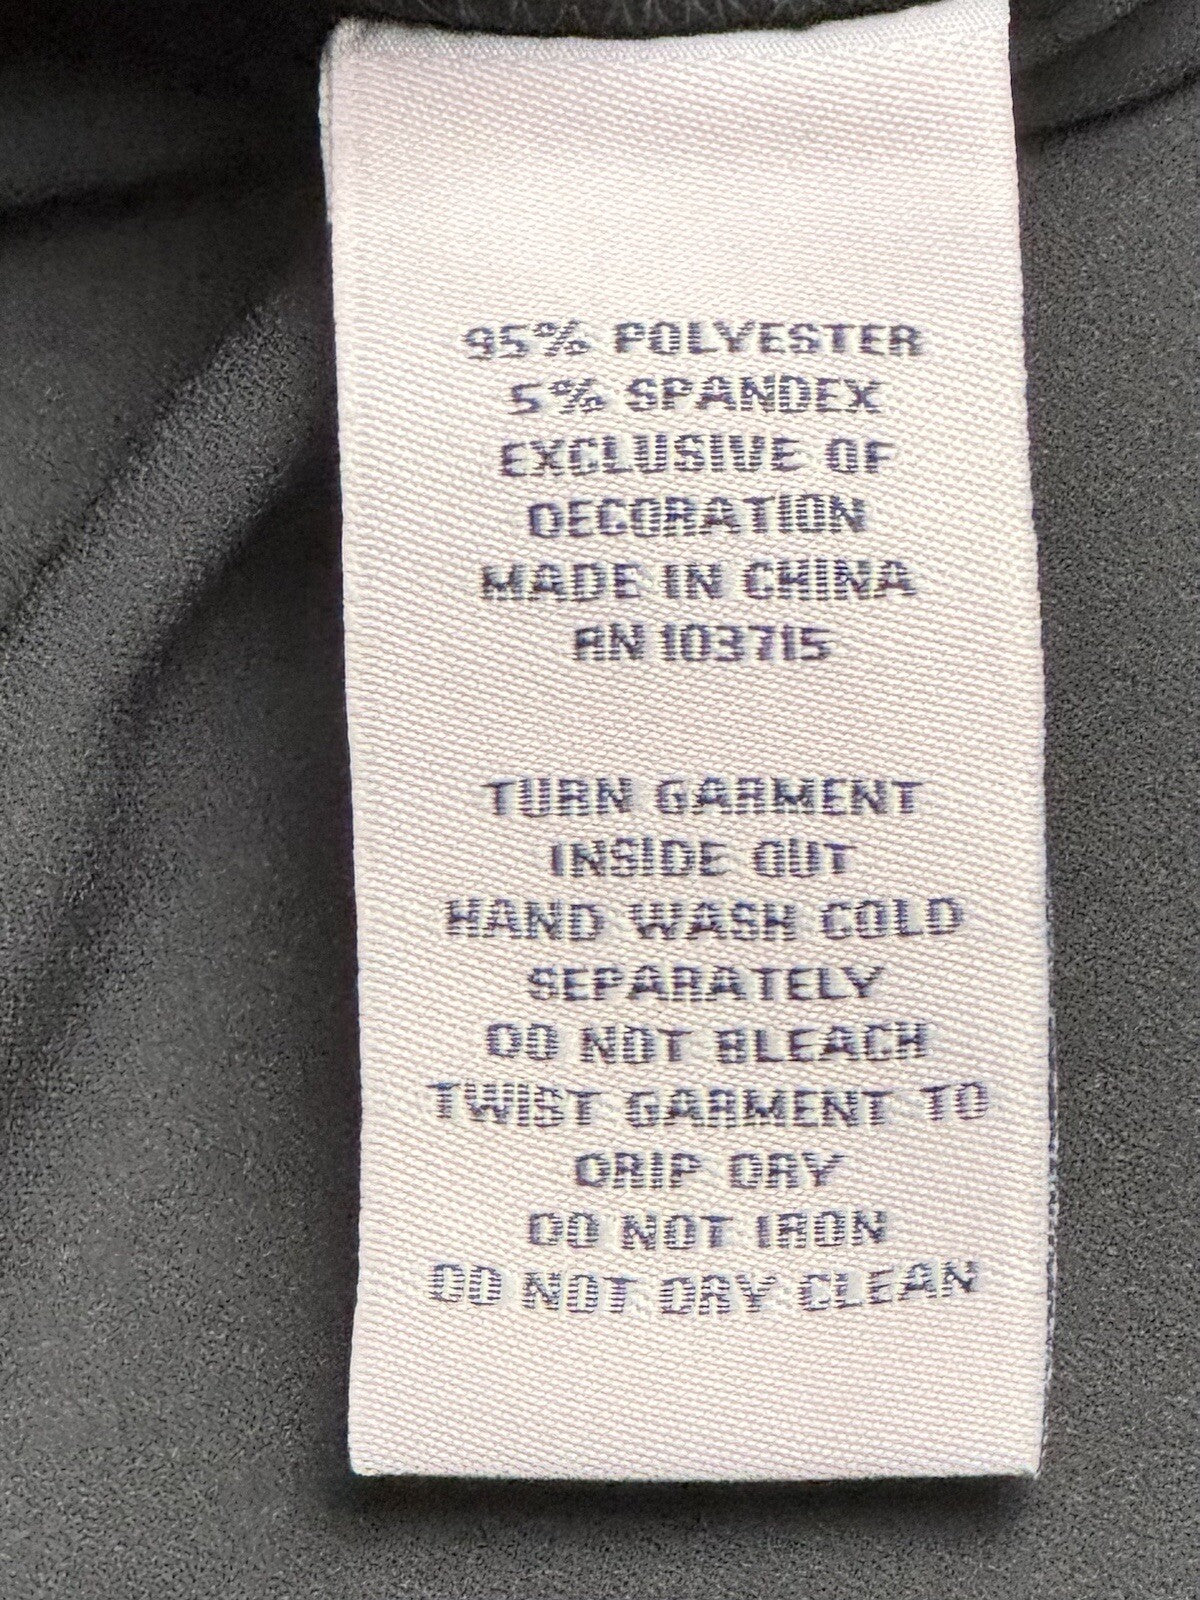 95% POLYESTER
5% SPANDEX
EXCLUSIVE OF
DECORATION
MADE IN CHINA
RN 103715
TURN GARMENT
INSIDE OUT
HAND WASH COLD
SEPARATELY
DO NOT BLEACH
TWIST GARMENT TO
DRIP DRY
DO NOT IRON
DO NOT DRY CLEAN